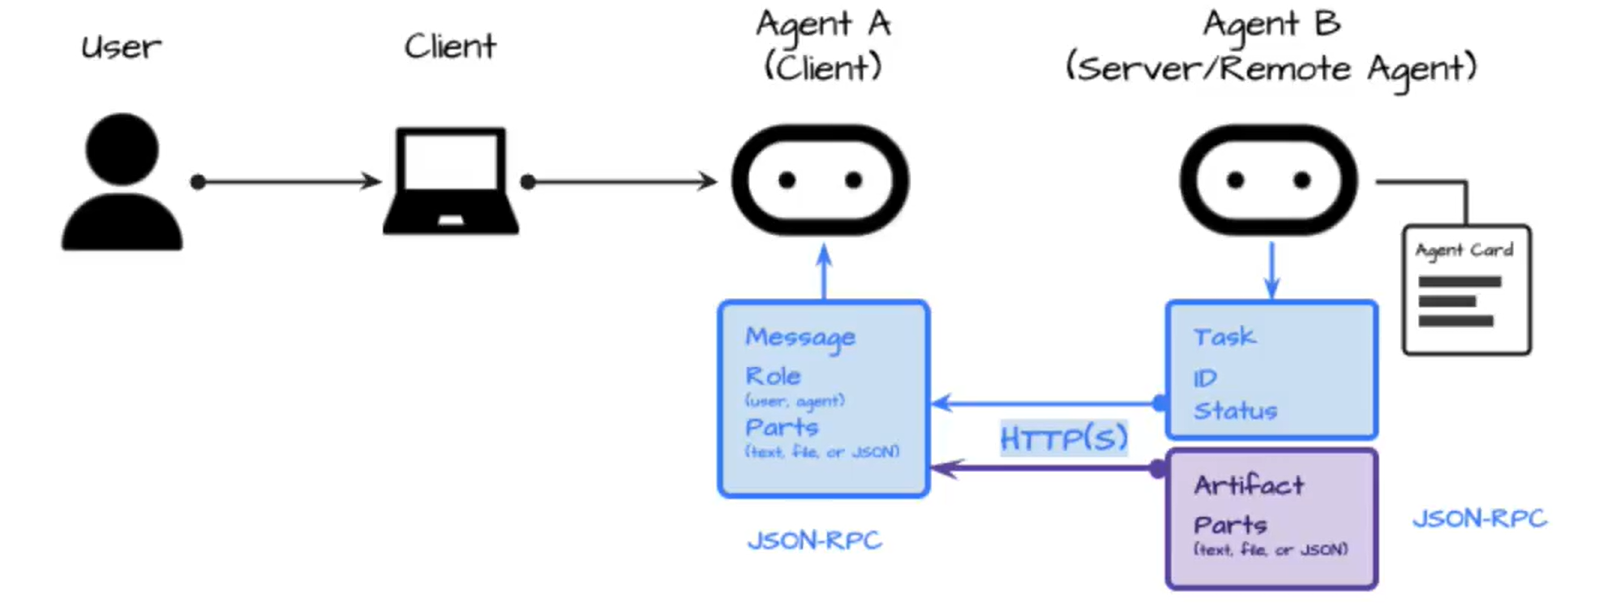 User
Client
Agent A
(Client)
Agent B
(Server/Remote Agent)
Agent Card
Message
Role
(user, agent)
Parts
(text, file, or JSON)
JSON-RPC
HTTP(S)
Task
ID
Status
Artifact
Parts
(text, file, or JSON)
JSON-RPC